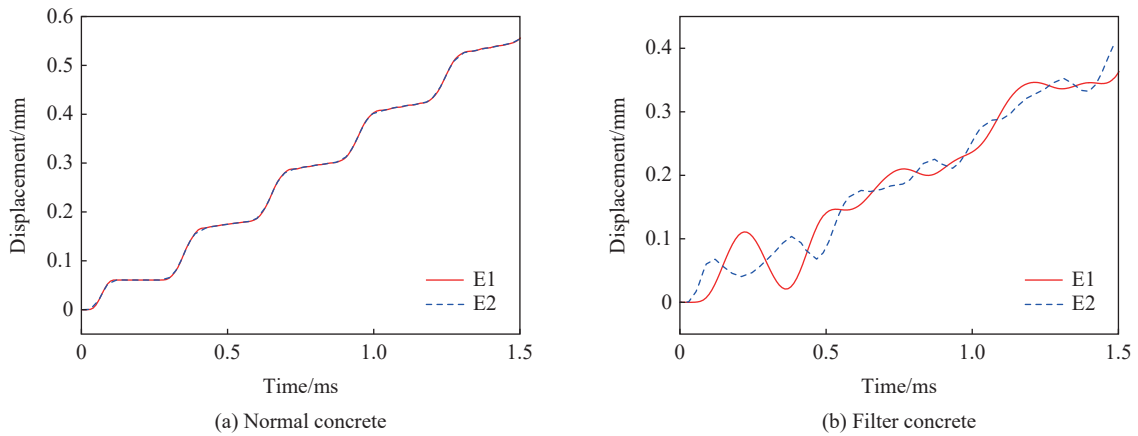 0.6
0.5
0.4
0.3
0.2
0.1
0
Displacement/mm
E1
E2
0
0.5
1.0
1.5
Time/ms
(a) Normal concrete
0.4
0.3
0.2
0.1
0
Displacement/mm
E1
E2
0
0.5
1.0
1.5
Time/ms
(b) Filter concrete